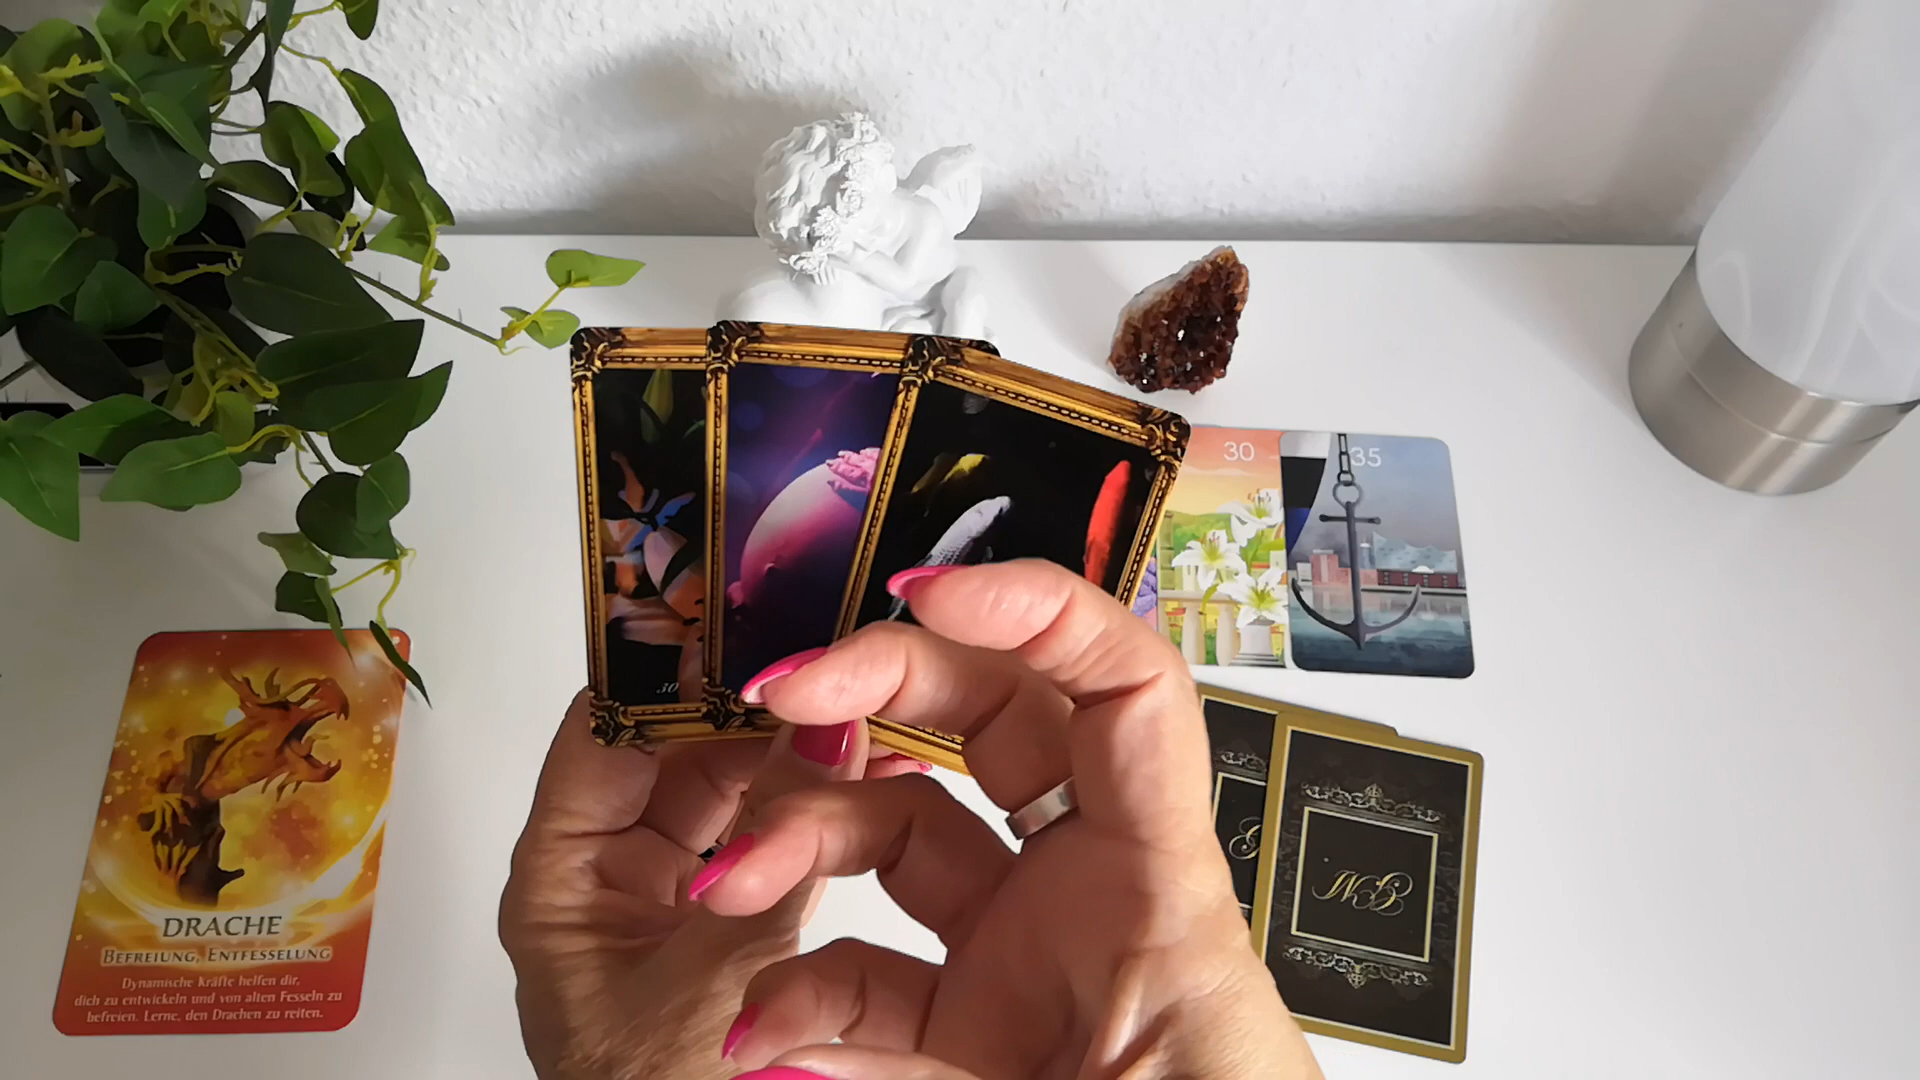 30
35
30
DRACHE
BEFREIUNG, ENTFESSELUNG
Dynamische Kräfte helfen dir,
dich zu entwickeln und von alten Fesseln zu
befreien. Lerne, den Drachen zu reiten.